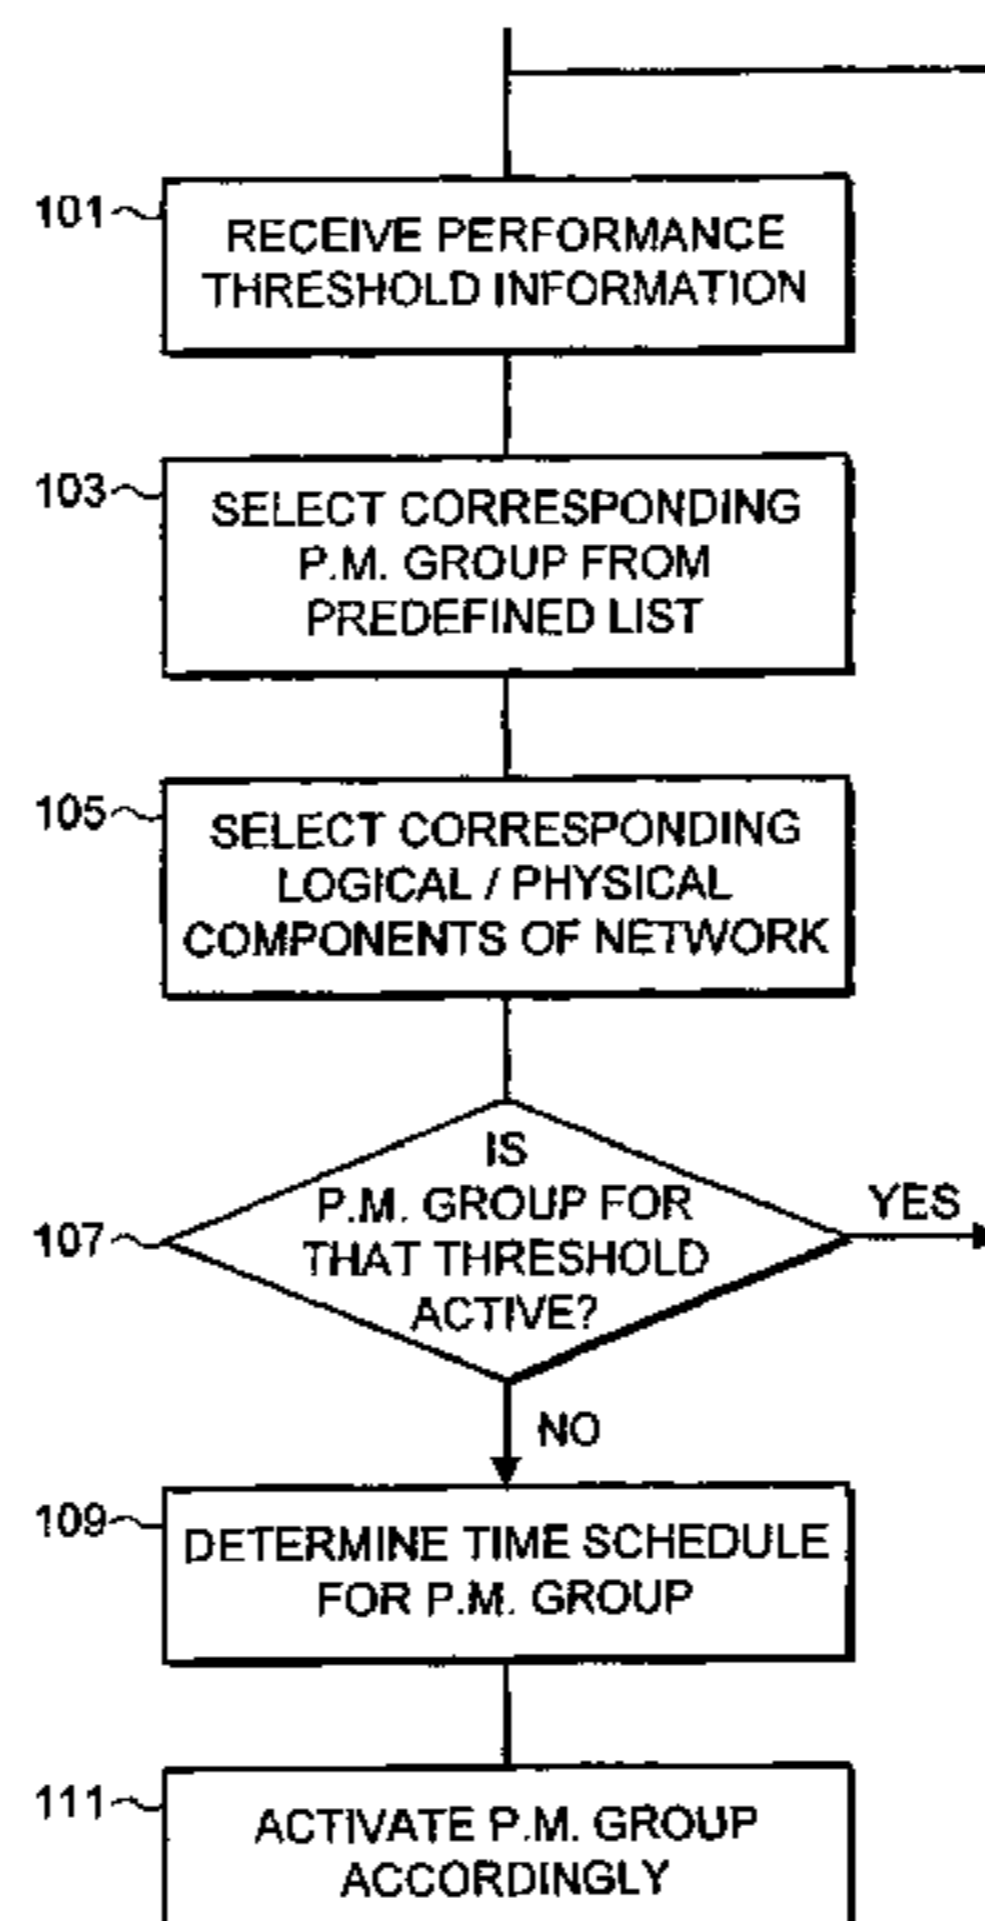 101
RECEIVE PERFORMANCE
THRESHOLD INFORMATION
103
SELECT CORRESPONDING
P.M. GROUP FROM
PREDEFINED LIST
105
SELECT CORRESPONDING
LOGICAL / PHYSICAL
COMPONENTS OF NETWORK
107
IS
P.M. GROUP FOR
THAT THRESHOLD
ACTIVE?
YES
NO
109
DETERMINE TIME SCHEDULE
FOR P.M. GROUP
111
ACTIVATE P.M. GROUP
ACCORDINGLY